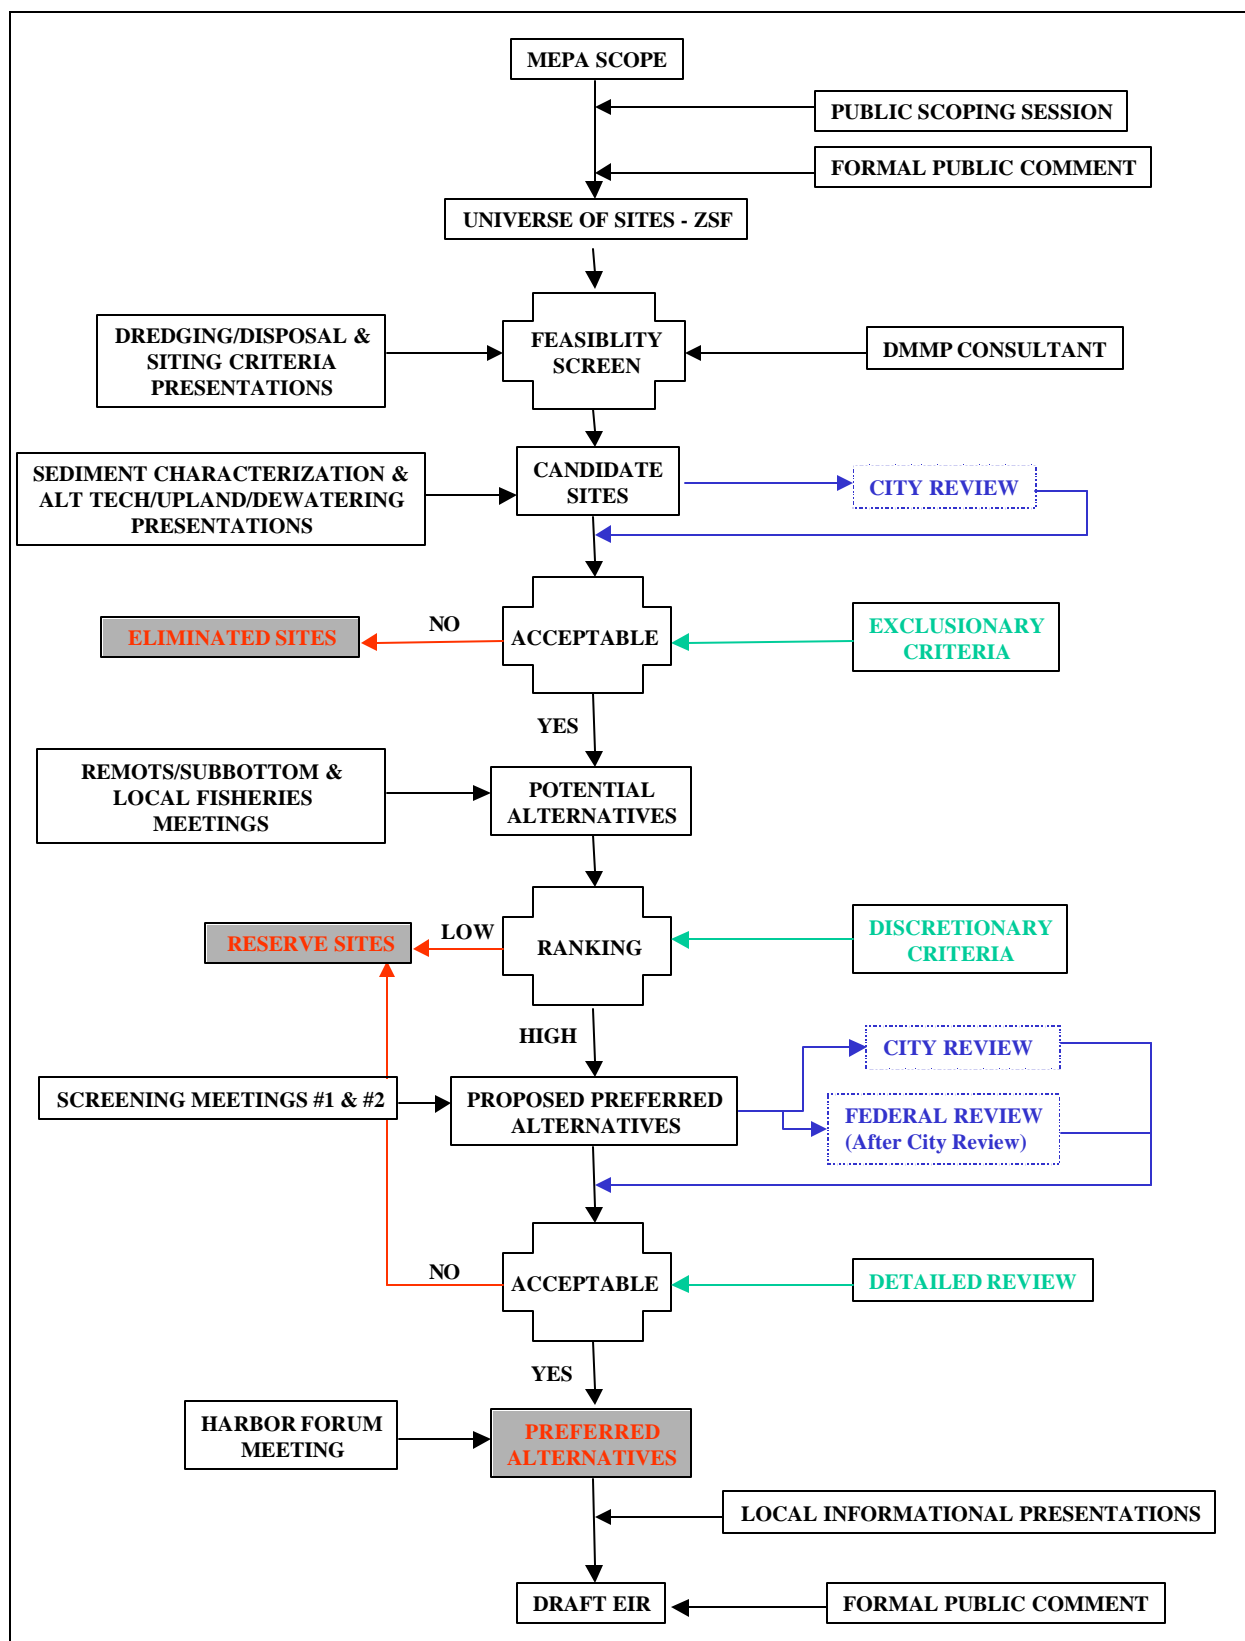 MEPA SCOPE
PUBLIC SCOPING SESSION
FORMAL PUBLIC COMMENT
UNIVERSE OF SITES - ZSF
DREDGING/DISPOSAL &
SITING CRITERIA
PRESENTATIONS
FEASIBLITY
SCREEN
DMMP CONSULTANT
SEDIMENT CHARACTERIZATION &
ALT TECH/UPLAND/DEWATERING
PRESENTATIONS
CANDIDATE
SITES
CITY REVIEW
ELIMINATED SITES
NO
ACCEPTABLE
EXCLUSIONARY
CRITERIA
YES
REMOTS/SUBBOTTOM &
LOCAL FISHERIES
MEETINGS
POTENTIAL
ALTERNATIVES
RESERVE SITES
LOW
RANKING
DISCRETIONARY
CRITERIA
HIGH
CITY REVIEW
SCREENING MEETINGS #1 & #2
PROPOSED PREFERRED
ALTERNATIVES
FEDERAL REVIEW
(After City Review)
NO
ACCEPTABLE
DETAILED REVIEW
YES
HARBOR FORUM
MEETING
PREFERRED
ALTERNATIVES
LOCAL INFORMATIONAL PRESENTATIONS
DRAFT EIR
FORMAL PUBLIC COMMENT